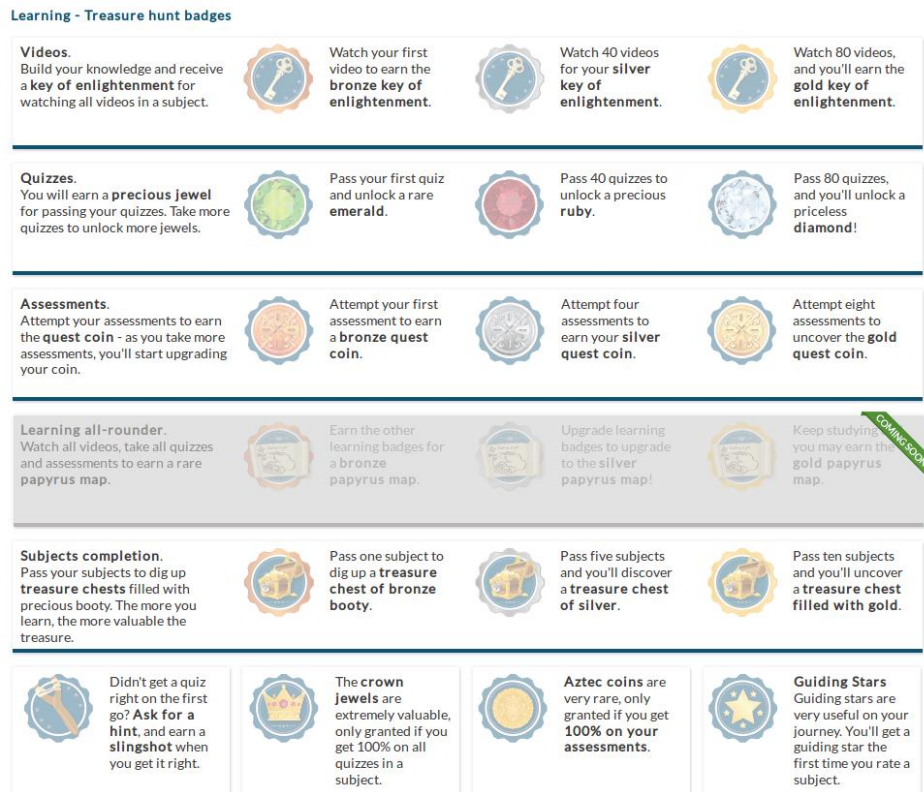 Learning - Treasure hunt badges
Videos.
Build your knowledge and receive
a key of enlightenment for
watching all videos in a subject.
Watch your first
video to earn the
bronze key of
enlightenment.
Watch 40 videos
for your silver
key of
enlightenment.
Watch 80 videos,
and you'll earn the
gold key of
enlightenment.
Quizzes.
You will earn a precious jewel
for passing your quizzes. Take more
quizzes to unlock more jewels.
Pass your first quiz
and unlock a rare
emerald.
Pass 40 quizzes to
unlock a precious
ruby.
Pass 80 quizzes,
and you'll unlock a
priceless
diamond!
Assessments.
Attempt your assessments to earn
the quest coin - as you take more
assessments, you'll start upgrading
your coin.
Attempt your first
assessment to earn
a bronze quest
coin.
Attempt four
assessments to
earn your silver
quest coin.
Attempt eight
assessments to
uncover the gold
quest coin.
Learning all-rounder.
Watch all videos, take all quizzes
and assessments to earn a rare
papyrus map.
Earn the other
learning badges for
a bronze
papyrus map.
Upgrade learning
badges to upgrade
to the silver
papyrus map!
Keep studying
you may earn the
gold papyrus
map.
COMING SOON
Subjects completion.
Pass your subjects to dig up
treasure chests filled with
precious booty. The more you
learn, the more valuable the
treasure.
Pass one subject to
dig up a treasure
chest of bronze
booty.
Pass five subjects
and you'll discover
a treasure chest
of silver.
Pass ten subjects
and you'll uncover
a treasure chest
filled with gold.
Didn't get a quiz
right on the first
go? Ask for a
hint, and earn a
slingshot when
you get it right.
The crown
jewels are
extremely valuable,
only granted if you
get 100% on all
quizzes in a
subject.
Aztec coins are
very rare, only
granted if you get
100% on your
assessments.
Guiding Stars
Guiding stars are
very useful on your
journey. You'll get a
guiding star the
first time you rate a
subject.